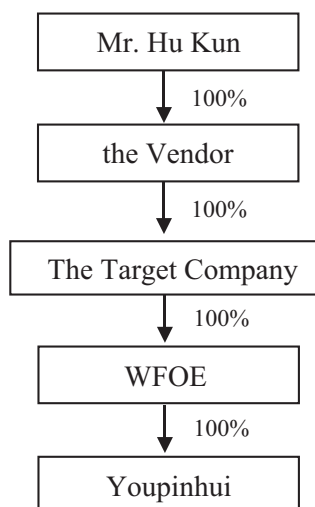 Mr. Hu Kun
100%
the Vendor
100%
The Target Company
100%
WFOE
100%
Youpinhui